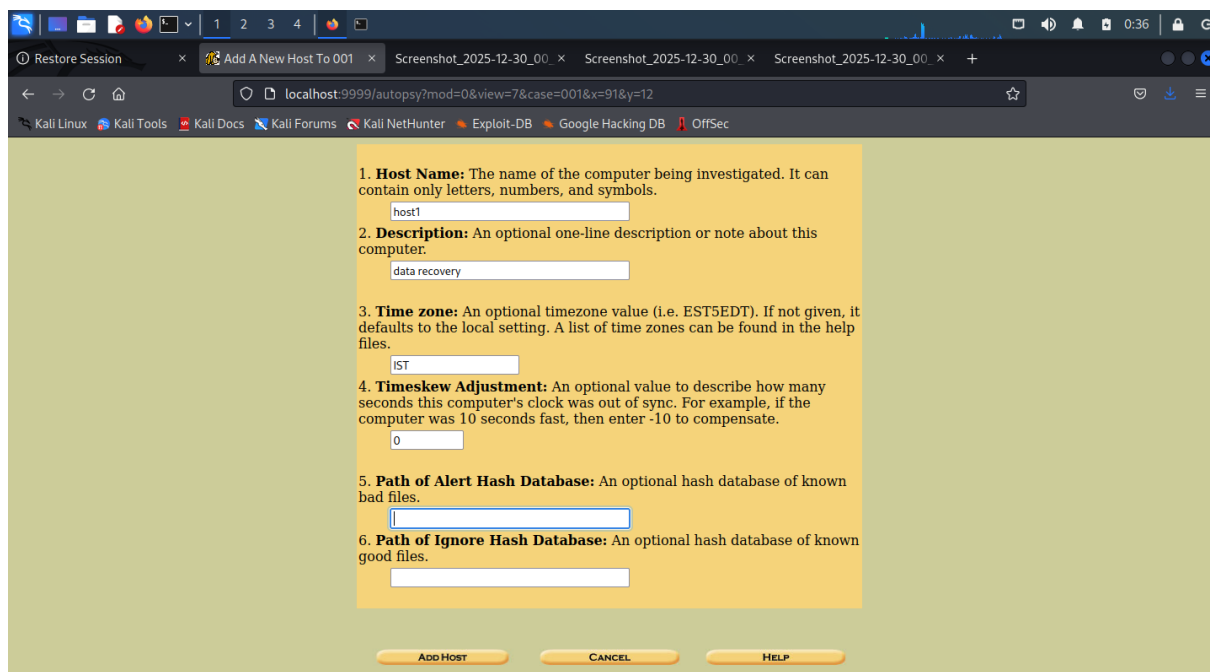 1 2 3 4 0:36
Restore Session × Add A New Host To 001 × Screenshot_2025-12-30_00_ × Screenshot_2025-12-30_00_ × Screenshot_2025-12-30_00_ × +
localhost:9999/autopsy?mod=0&view=7&case=001&x=91&y=12
Kali Linux Kali Tools Kali Docs Kali Forums Kali NetHunter Exploit-DB Google Hacking DB OffSec
1. Host Name: The name of the computer being investigated. It can
contain only letters, numbers, and symbols.
host1
2. Description: An optional one-line description or note about this
computer.
data recovery
3. Time zone: An optional timezone value (i.e. EST5EDT). If not given, it
defaults to the local setting. A list of time zones can be found in the help
files.
IST
4. Timeskew Adjustment: An optional value to describe how many
seconds this computer's clock was out of sync. For example, if the
computer was 10 seconds fast, then enter -10 to compensate.
0
5. Path of Alert Hash Database: An optional hash database of known
bad files.
6. Path of Ignore Hash Database: An optional hash database of known
good files.
ADD HOST CANCEL HELP